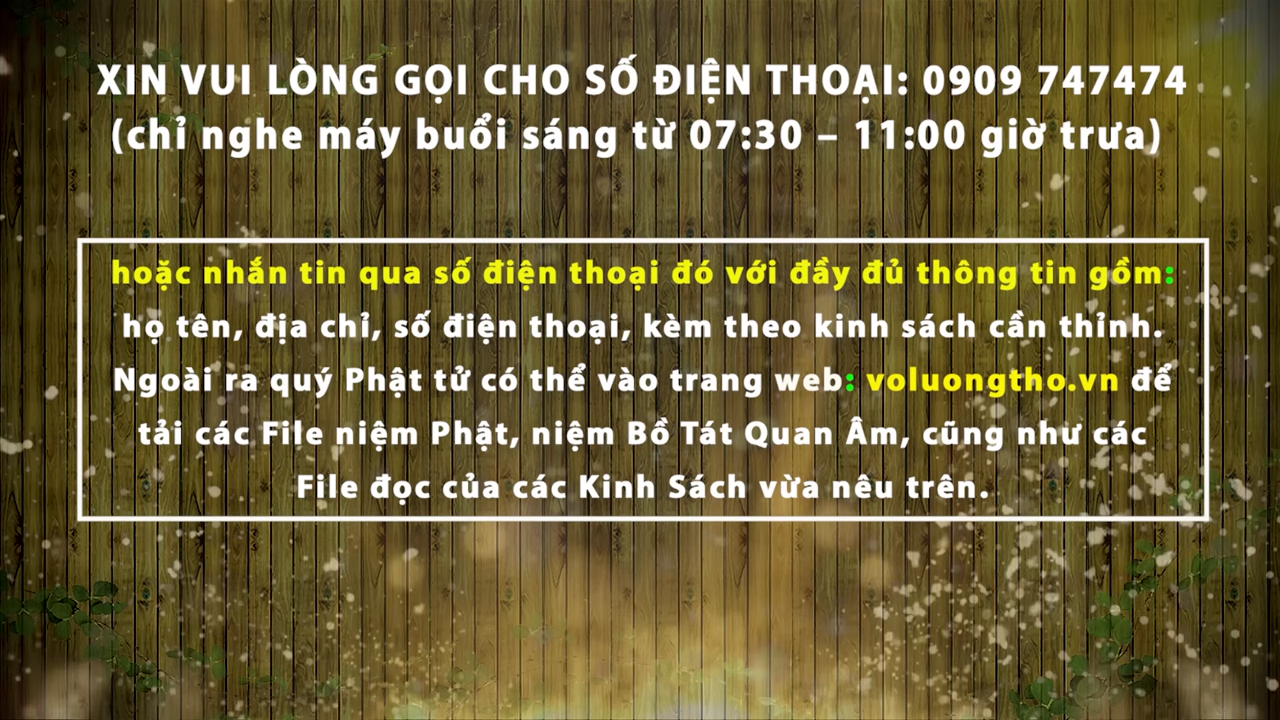 XIN VUI LÒNG GỌI CHO SỐ ĐIỆN THOẠI: 0909 747474
(chỉ nghe máy buổi sáng từ 07:30 – 11:00 giờ trưa)
hoặc nhắn tin qua số điện thoại đó với đầy đủ thông tin gồm:
họ tên, địa chỉ, số điện thoại, kèm theo kinh sách cần thỉnh.
Ngoài ra quý Phật tử có thể vào trang web: voluongtho.vn để
tải các File niệm Phật, niệm Bồ Tát Quan Âm, cũng như các
File đọc của các Kinh Sách vừa nêu trên.